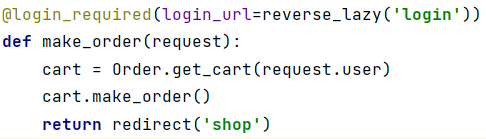 @login_required(login_url=reverse_lazy('login'))
def make_order(request):
    cart = Order.get_cart(request.user)
    cart.make_order()
    return redirect('shop')